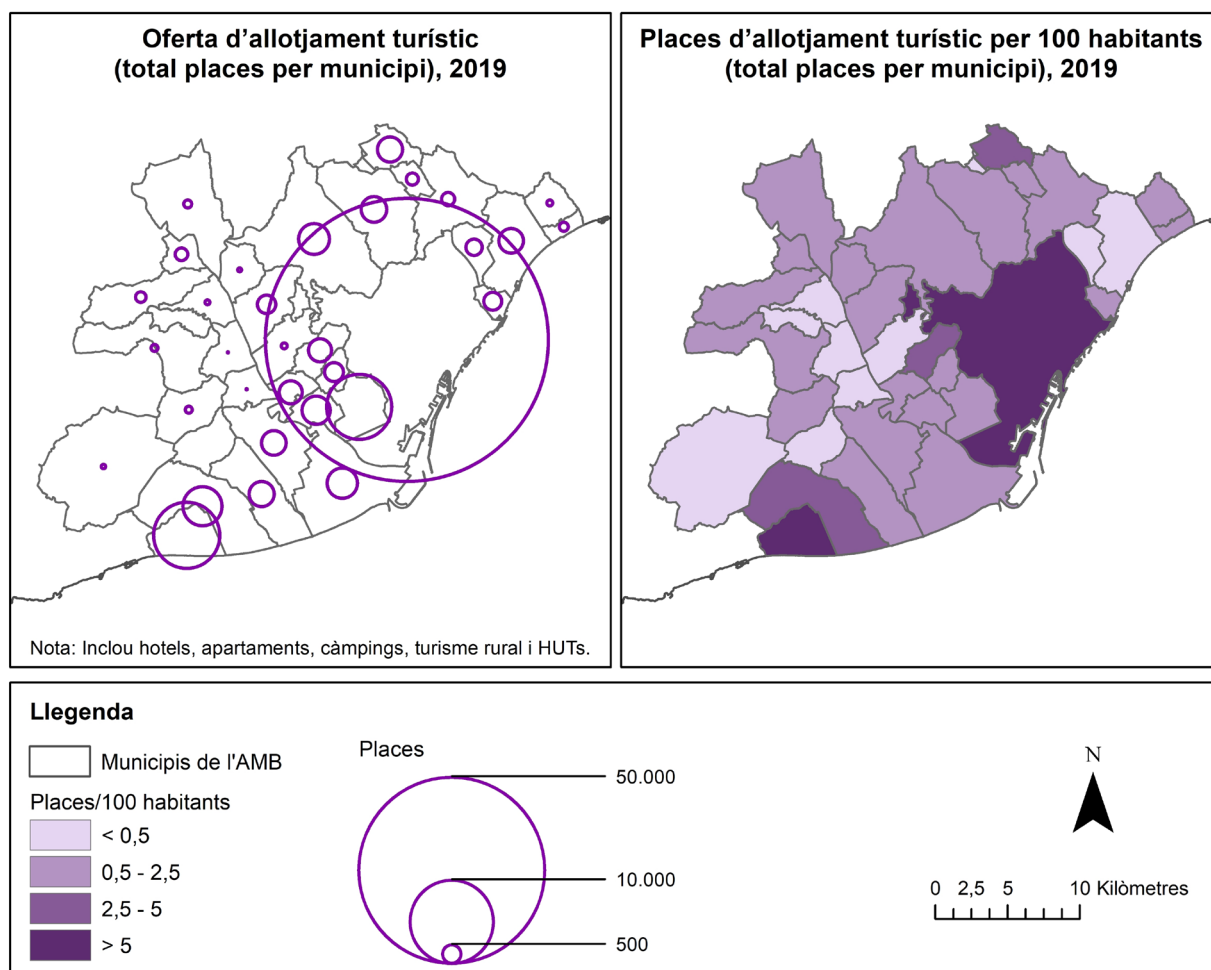 Oferta d'allotjament turístic
(total places per municipi), 2019
Nota: Inclou hotels, apartaments, càmpings, turisme rural i HUTs.
Places d'allotjament turístic per 100 habitants
(total places per municipi), 2019
Llegenda
Municipis de l'AMB
Places/100 habitants
< 0,5
0,5 - 2,5
2,5 - 5
> 5
Places
50.000
10.000
500
N
0 2,5 5 10 Kilòmetres